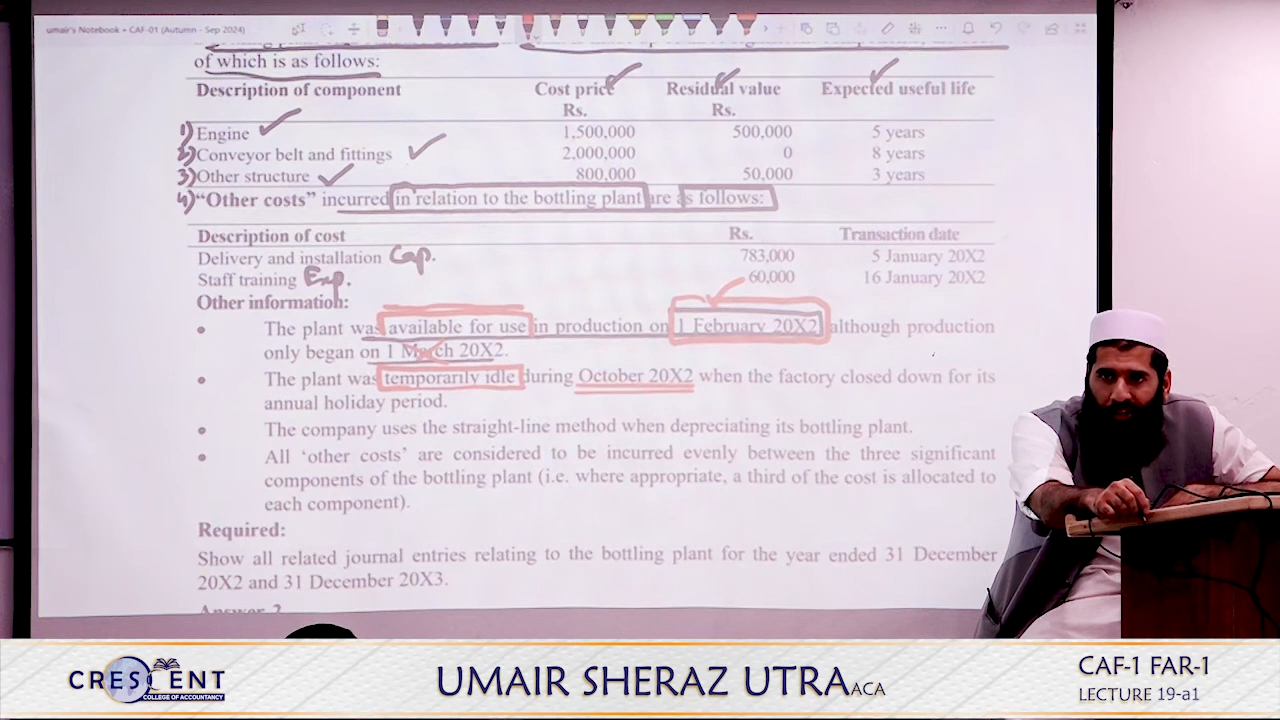 umair's Notebook • CAF-01 (Autumn - Sep 2024)
of which is as follows:
Description of component Cost price Residual value Expected useful life
Rs. Rs.
1) Engine 1,500,000 500,000 5 years
2) Conveyor belt and fittings 2,000,000 0 8 years
3) Other structure 800,000 50,000 3 years
4) "Other costs" incurred in relation to the bottling plant are as follows:
Description of cost Rs. Transaction date
Delivery and installation Cap. 783,000 5 January 20X2
Staff training Exp. 60,000 16 January 20X2
Other information:
• The plant was available for use in production on 1 February 20X2 although production
only began on 1 March 20X2.
• The plant was temporarily idle during October 20X2 when the factory closed down for its
annual holiday period.
• The company uses the straight-line method when depreciating its bottling plant.
• All 'other costs' are considered to be incurred evenly between the three significant
components of the bottling plant (i.e. where appropriate, a third of the cost is allocated to
each component).
Required:
Show all related journal entries relating to the bottling plant for the year ended 31 December
20X2 and 31 December 20X3.
Answer 2
CRESCENT
COLLEGE OF ACCOUNTANCY
UMAIR SHERAZ UTRA AGA
CAF-1 FAR-1
LECTURE 19-a1